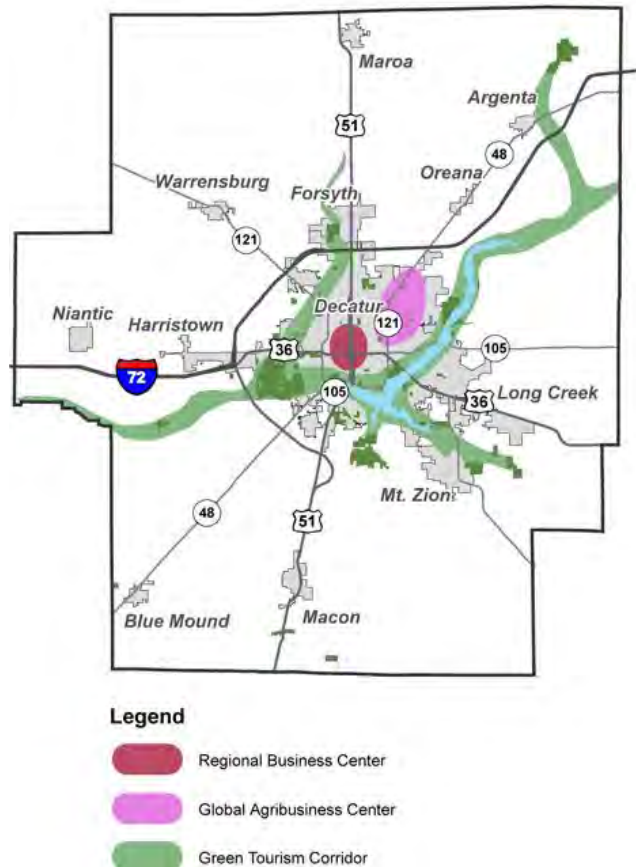 Maroa
51
Argenta
48
Oreana
Warrensburg
Forsyth
121
Decatur
Niantic
Harristown
121
36
105
72
105
Long Creek
36
Mt. Zion
51
48
Blue Mound
Macon
Legend
Regional Business Center
Global Agribusiness Center
Green Tourism Corridor